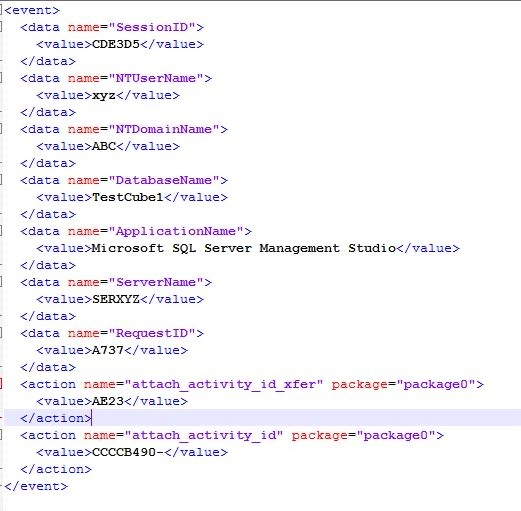 <event>
<data name="SessionID">
<value>CDE3D5</value>
</data>
<data name="NTUserName">
<value>xyz</value>
</data>
<data name="NTDomainName">
<value>ABC</value>
</data>
<data name="DatabaseName">
<value>TestCube1</value>
</data>
<data name="ApplicationName">
<value>Microsoft SQL Server Management Studio</value>
</data>
<data name="ServerName">
<value>SERXYZ</value>
</data>
<data name="RequestID">
<value>A737</value>
</data>
<action name="attach_activity_id_xfer" package="package0">
<value>AE23</value>
</action>
<action name="attach_activity_id" package="package0">
<value>CCCCB490-</value>
</action>
</event>